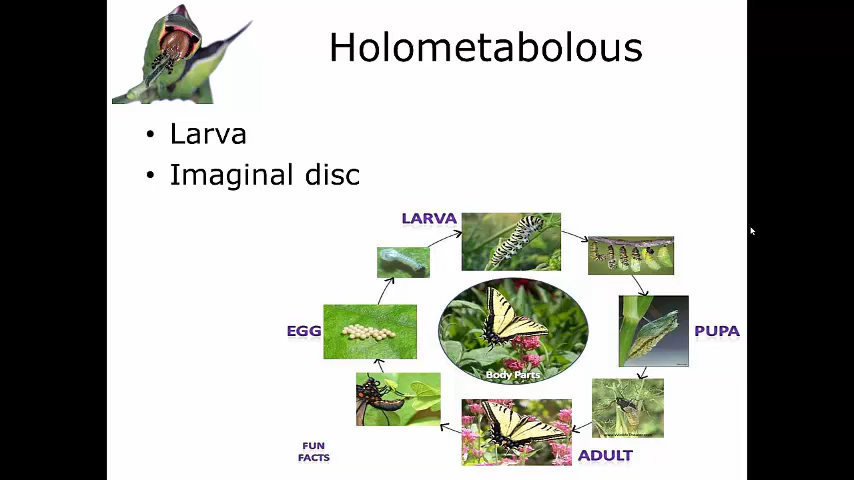 Holometabolous
• Larva
• Imaginal disc
LARVA
EGG
PUPA
Body Parts
FUN
FACTS
ADULT